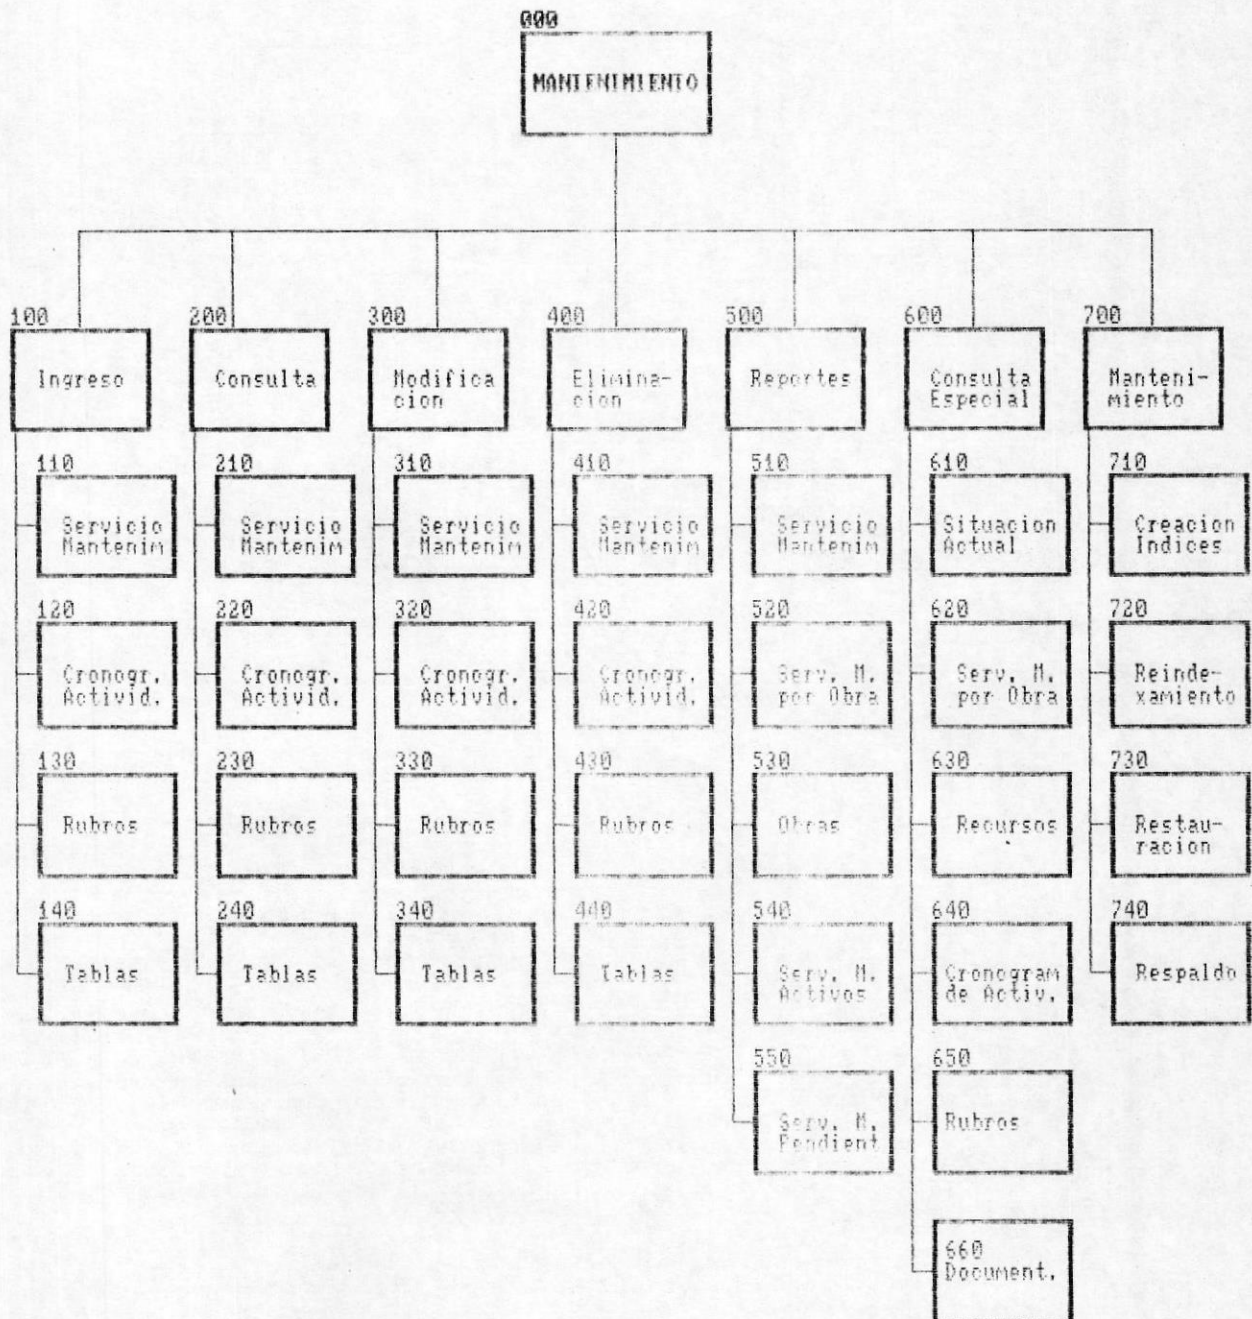 000
MANTENIMIENTO
100
Ingreso
110
Servicio
Mantenim
120
Cronogr.
Activid.
130
Rubros
140
Tablas
200
Consulta
210
Servicio
Mantenim
220
Cronogr.
Activid.
230
Rubros
240
Tablas
300
Modifica
cion
310
Servicio
Mantenim
320
Cronogr.
Activid.
330
Rubros
340
Tablas
400
Elimina-
cion
410
Servicio
Mantenim
420
Cronogr.
Activid.
430
Rubros
440
Tablas
500
Reportes
510
Servicio
Mantenim
520
Serv. M.
por Obra
530
Obras
540
Serv. M.
Activos
550
Serv. M.
Pendient
600
Consulta
Especial
610
Situacion
Actual
620
Serv. M.
por Obra
630
Recursos
640
Cronogram
de Activ.
650
Rubros
660
Document.
700
Manteni-
miento
710
Creacion
Indices
720
Reinde-
xamiento
730
Restau-
racion
740
Respaldo